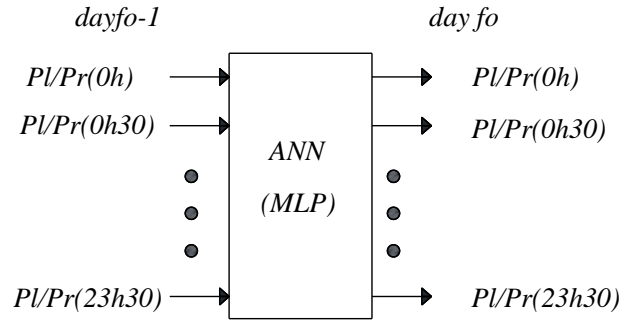 dayfo-1 day fo
Pl/Pr(0h) Pl/Pr(0h)
Pl/Pr(0h30) Pl/Pr(0h30)
ANN
(MLP)
Pl/Pr(23h30) Pl/Pr(23h30)